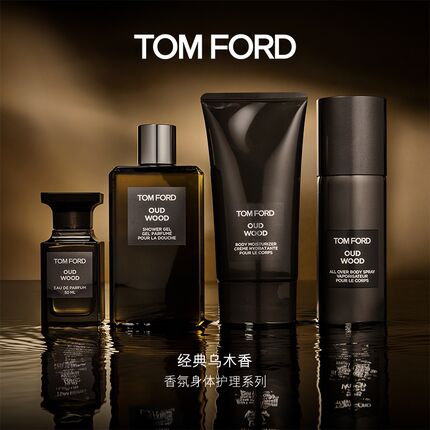 TOM FORD
TOM FORD
OUD
WOOD
EAU DE PARFUM
50 ML
TOM FORD
OUD
WOOD
SHOWER GEL
GEL PARFUMÉ
POUR LA DOUCHE
TOM FORD
OUD
WOOD
BODY MOISTURIZER
CRÈME HYDRATANTE
POUR LE CORPS
TOM FORD
OUD
WOOD
ALL OVER BODY SPRAY
VAPORISATEUR
POUR LE CORPS
经典乌木香
香氛身体护理系列